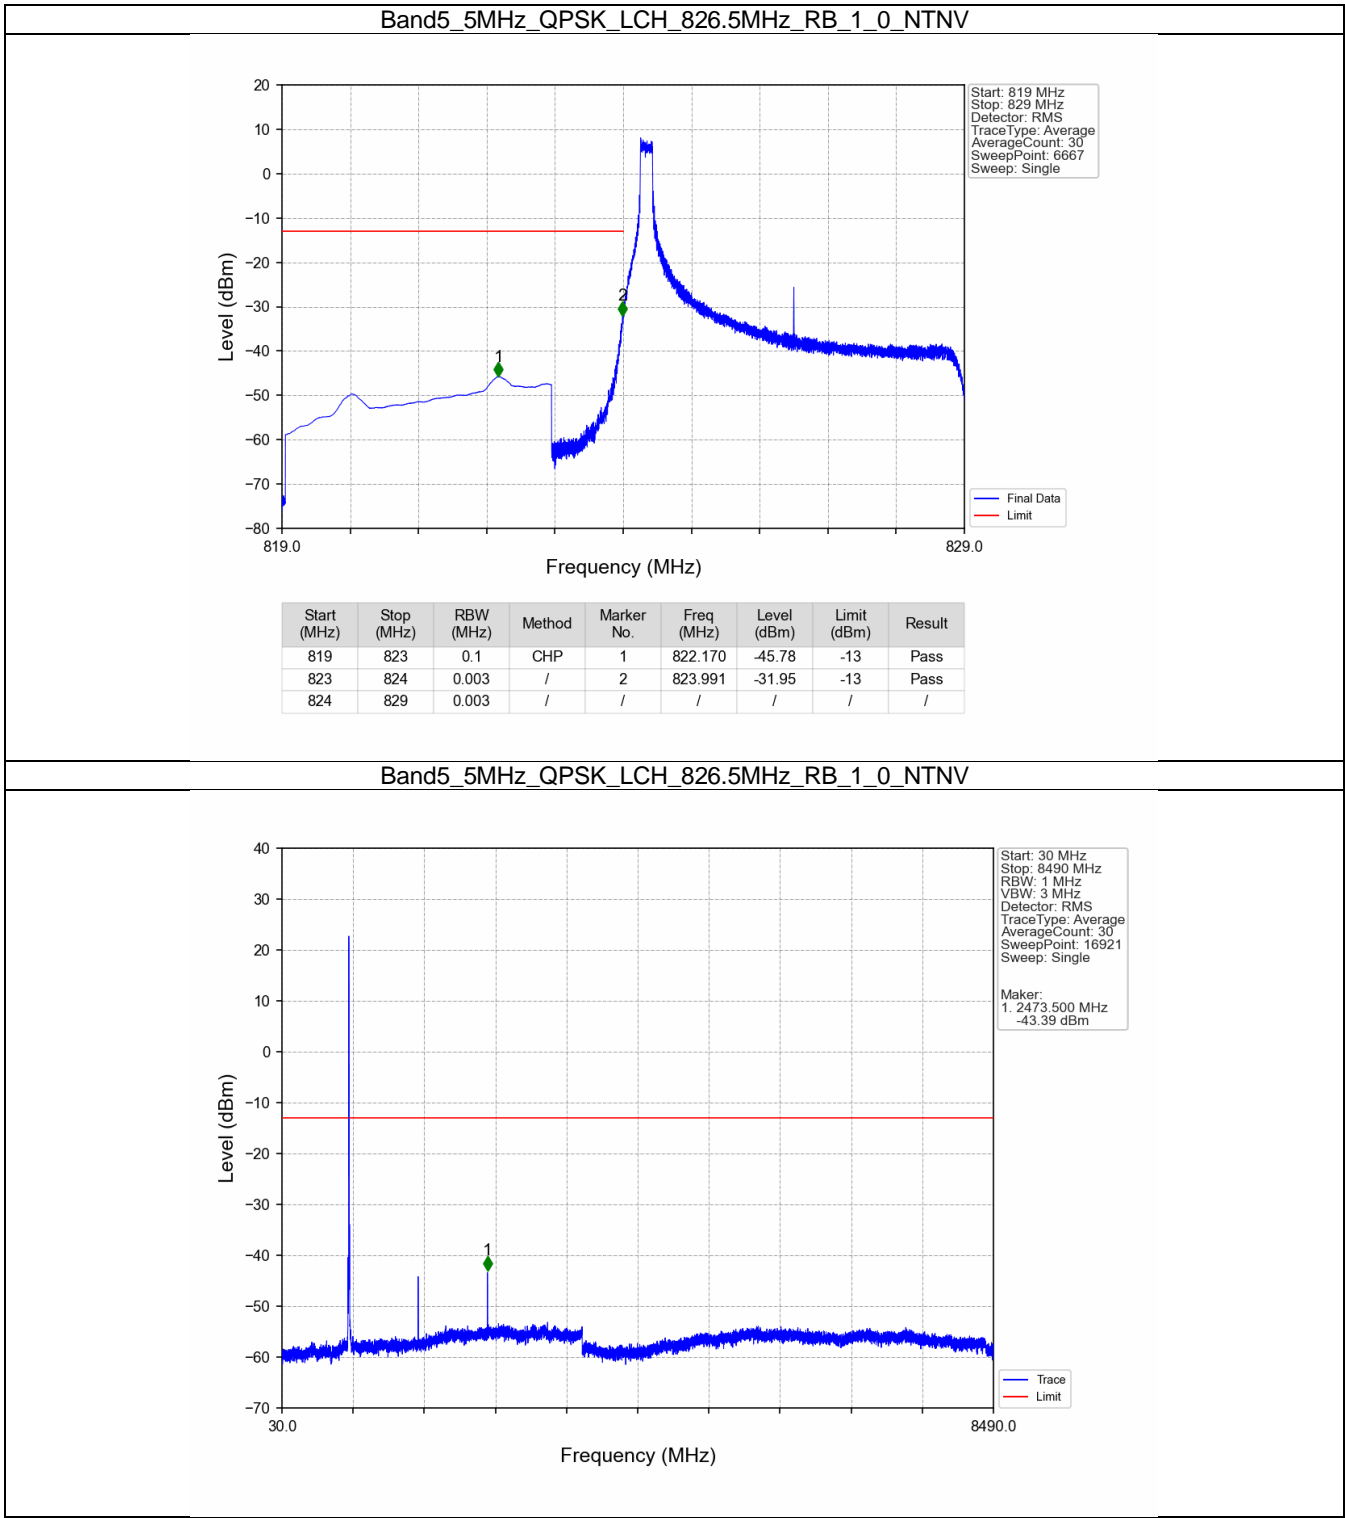 Band5_5MHz_QPSK_LCH_826.5MHz_RB_1_0_NTNV
20
10
0
−10
−20
−30
−40
−50
−60
−70
−80
Level (dBm)
1
2
819.0
829.0
Frequency (MHz)
Start: 819 MHz
Stop: 829 MHz
Detector: RMS
TraceType: Average
AverageCount: 30
SweepPoint: 6667
Sweep: Single
Final Data
Limit
Start (MHz) Stop (MHz) RBW (MHz) Method Marker No. Freq (MHz) Level (dBm) Limit (dBm) Result
819 823 0.1 CHP 1 822.170 -45.78 -13 Pass
823 824 0.003 / 2 823.991 -31.95 -13 Pass
824 829 0.003 / / / / / /
Band5_5MHz_QPSK_LCH_826.5MHz_RB_1_0_NTNV
40
30
20
10
0
−10
−20
−30
−40
−50
−60
−70
Level (dBm)
1
30.0
8490.0
Frequency (MHz)
Start: 30 MHz
Stop: 8490 MHz
RBW: 1 MHz
VBW: 3 MHz
Detector: RMS
TraceType: Average
AverageCount: 30
SweepPoint: 16921
Sweep: Single
Maker:
1. 2473.500 MHz
-43.39 dBm
Trace
Limit